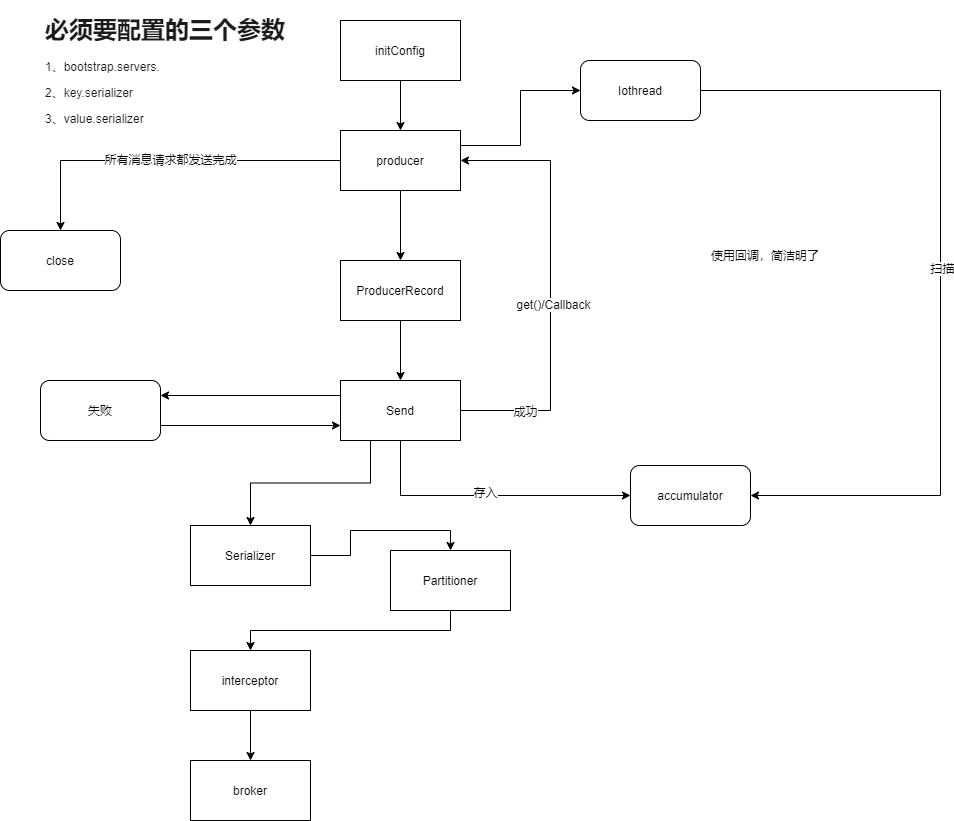 必须要配置的三个参数
1、bootstrap.servers.
2、key.serializer
3、value.serializer
initConfig
Iothread
所有消息请求都发送完成
producer
close
使用回调，简洁明了
扫描
ProducerRecord
get()/Callback
失败
Send
成功
存入
accumulator
Serializer
Partitioner
interceptor
broker